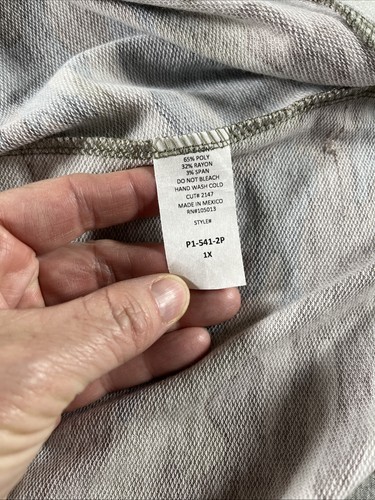 65% POLY
32% RAYON
3% SPAN
DO NOT BLEACH
HAND WASH COLD
CUT# 2147
MADE IN MEXICO
RN#105013
STYLE#
P1-541-2P
1X